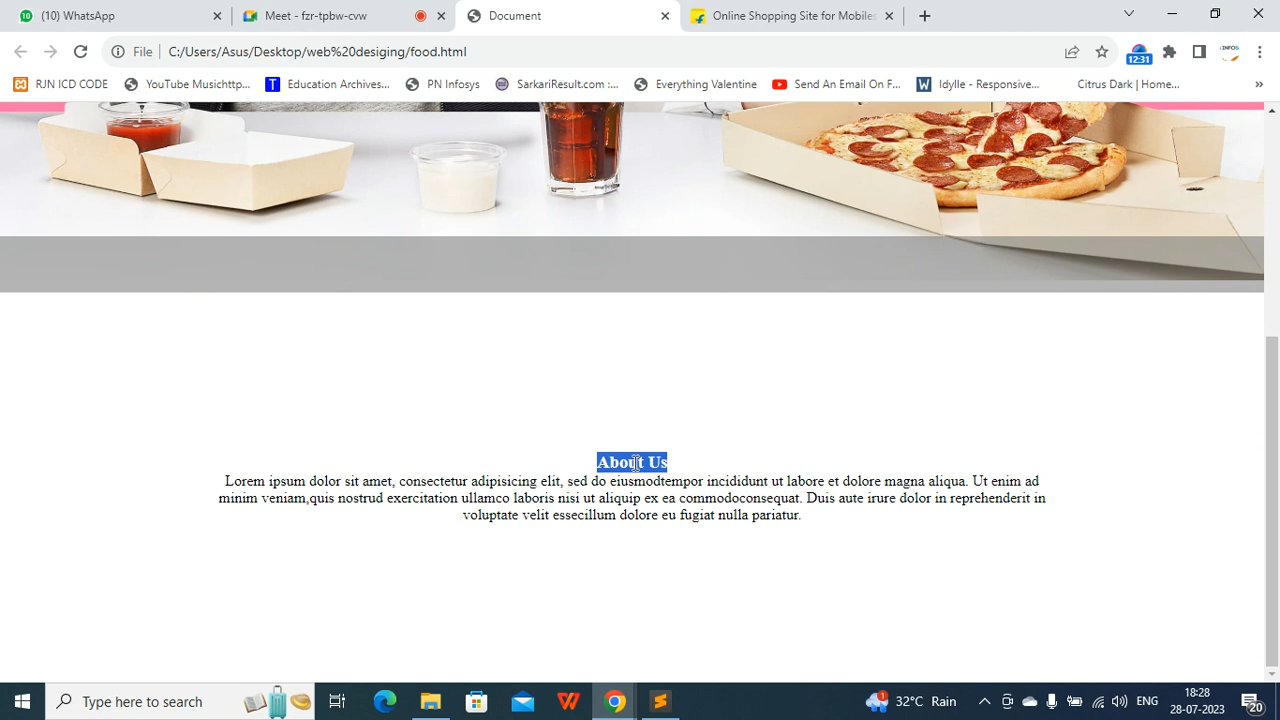 (10) WhatsApp
Meet - fzr-tpbw-cvw
Document
Online Shopping Site for Mobiles
File C:/Users/Asus/Desktop/web%20desiging/food.html
12:31
RJN ICD CODE
YouTube Musichttp...
Education Archives...
PN Infosys
SarkariResult.com :...
Everything Valentine
Send An Email On F...
Idylle - Responsive...
Citrus Dark | Home...
About Us
Lorem ipsum dolor sit amet, consectetur adipisicing elit, sed do eiusmodtempor incididunt ut labore et dolore magna aliqua. Ut enim ad
minim veniam,quis nostrud exercitation ullamco laboris nisi ut aliquip ex ea commodoconsequat. Duis aute irure dolor in reprehenderit in
voluptate velit essecillum dolore eu fugiat nulla pariatur.
Type here to search
1
32°C Rain
ENG
18:28
28-07-2023
20